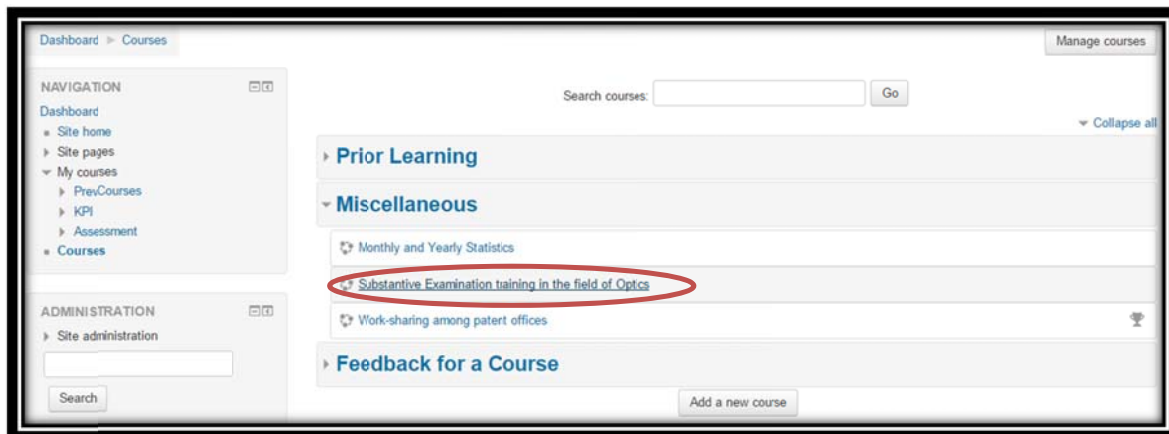 Dashboard ▶ Courses
Manage courses
NAVIGATION
Dashboard
Site home
Site pages
My courses
PrevCourses
KPI
Assessment
Courses
ADMINISTRATION
Site administration
Search
Search courses:
Go
Collapse all
Prior Learning
Miscellaneous
Monthly and Yearly Statistics
Substantive Examination training in the field of Optcs
Work-sharing among patert offices
Feedback for a Course
Add a new course